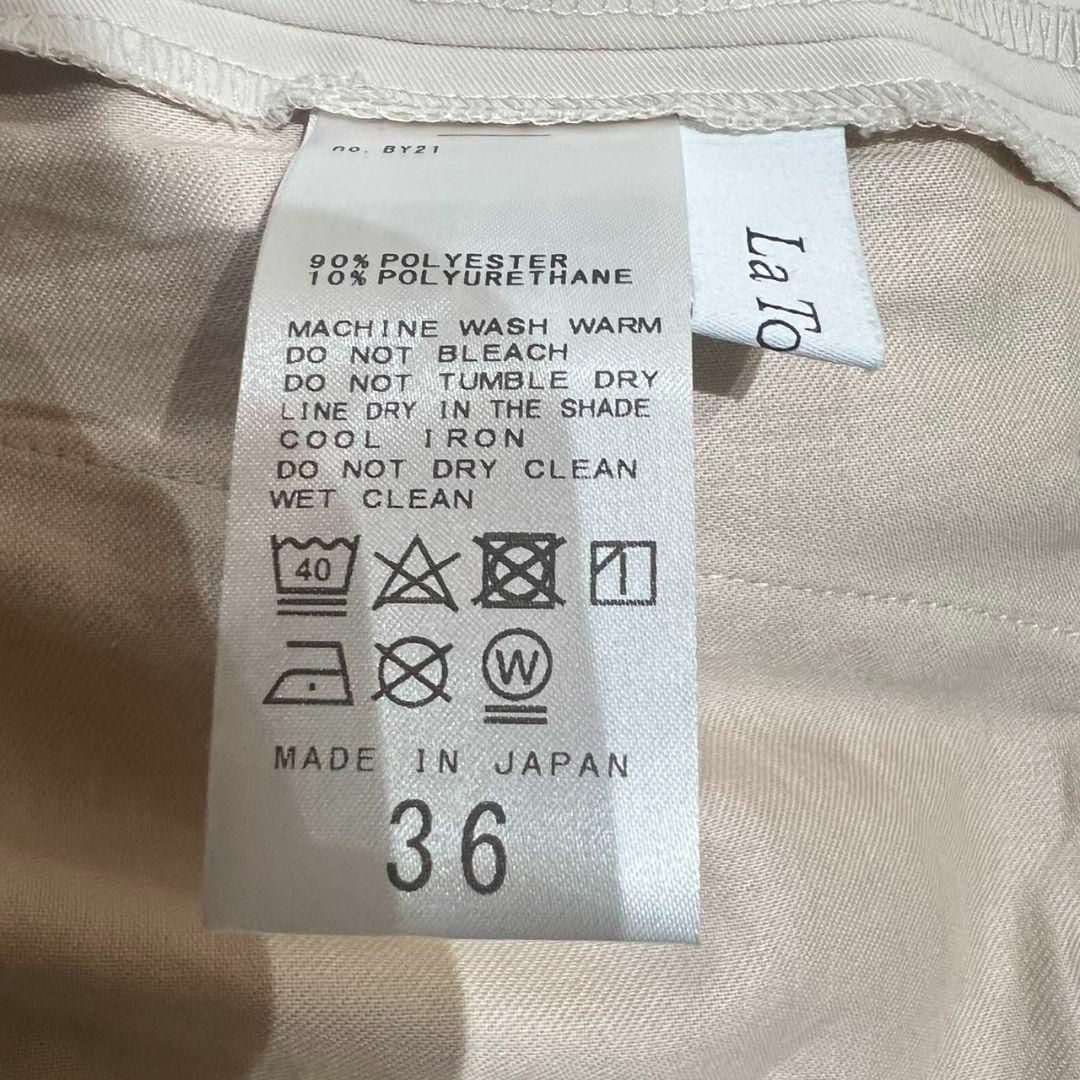 no. BY21
90% POLYESTER
10% POLYURETHANE
MACHINE WASH WARM
DO NOT BLEACH
DO NOT TUMBLE DRY
LINE DRY IN THE SHADE
COOL IRON
DO NOT DRY CLEAN
WET CLEAN
40
W
MADE IN JAPAN
36
La To